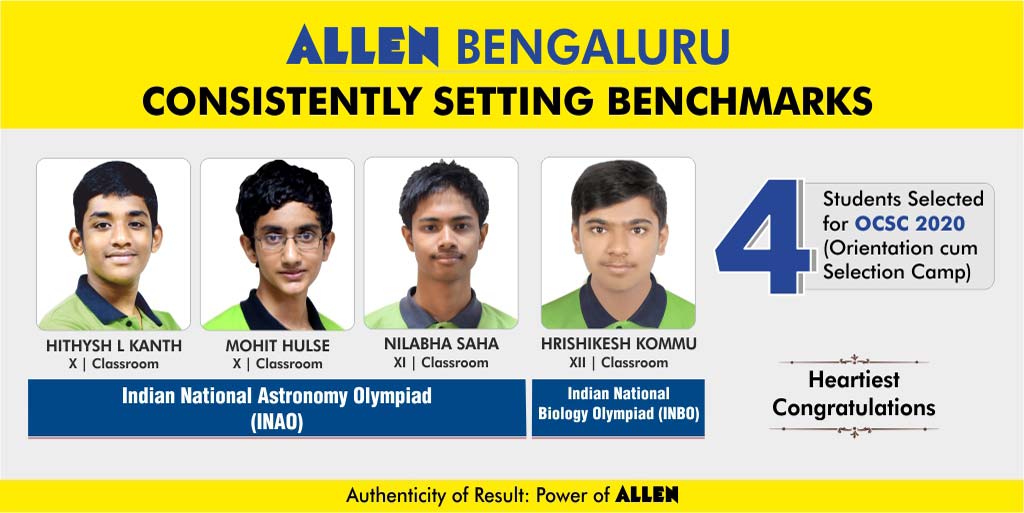 ALLEN BENGALURU
CONSISTENTLY SETTING BENCHMARKS
HITHYSH L KANTH
X | Classroom
MOHIT HULSE
X | Classroom
NILABHA SAHA
XI | Classroom
HRISHIKESH KOMMU
XII | Classroom
Indian National Astronomy Olympiad
(INAO)
Indian National
Biology Olympiad (INBO)
4
Students Selected
for OCSC 2020
(Orientation cum
Selection Camp)
Heartiest
Congratulations
Authenticity of Result: Power of ALLEN